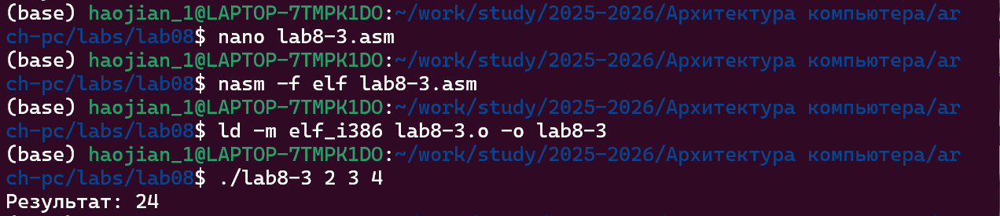 (base) haojian_1@LAPTOP-7TMPK1DO:~/work/study/2025-2026/Архитектура компьютера/ar
ch-pc/labs/lab08$ nano lab8-3.asm
(base) haojian_1@LAPTOP-7TMPK1DO:~/work/study/2025-2026/Архитектура компьютера/ar
ch-pc/labs/lab08$ nasm -f elf lab8-3.asm
(base) haojian_1@LAPTOP-7TMPK1DO:~/work/study/2025-2026/Архитектура компьютера/ar
ch-pc/labs/lab08$ ld -m elf_i386 lab8-3.o -o lab8-3
(base) haojian_1@LAPTOP-7TMPK1DO:~/work/study/2025-2026/Архитектура компьютера/ar
ch-pc/labs/lab08$ ./lab8-3 2 3 4
Результат: 24